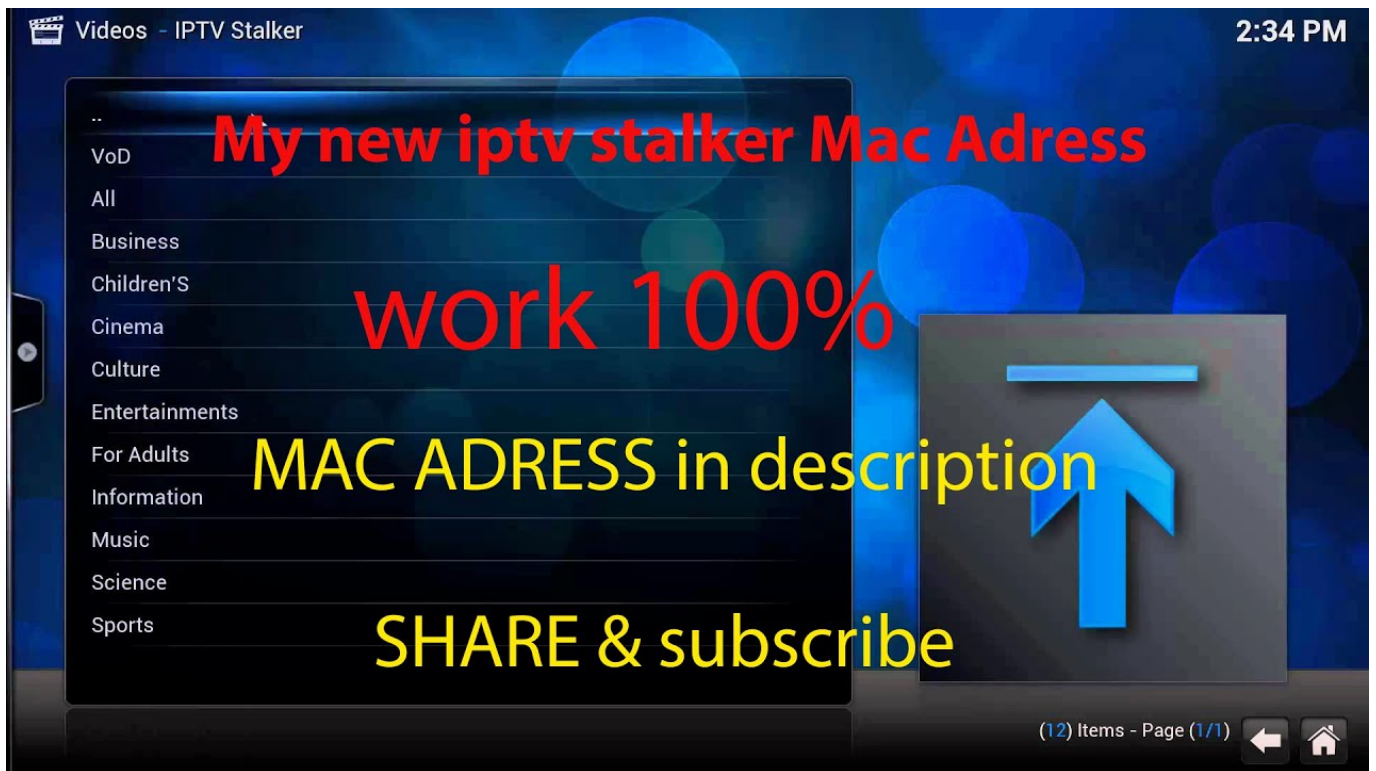 Videos - IPTV Stalker
2:34 PM
..
My new iptv stalker Mac Adress
VoD
All
Business
Children'S
work 100%
Cinema
Culture
Entertainments
For Adults
MAC ADRESS in description
Information
Music
Science
Sports
SHARE & subscribe
(12) Items - Page (1/1)